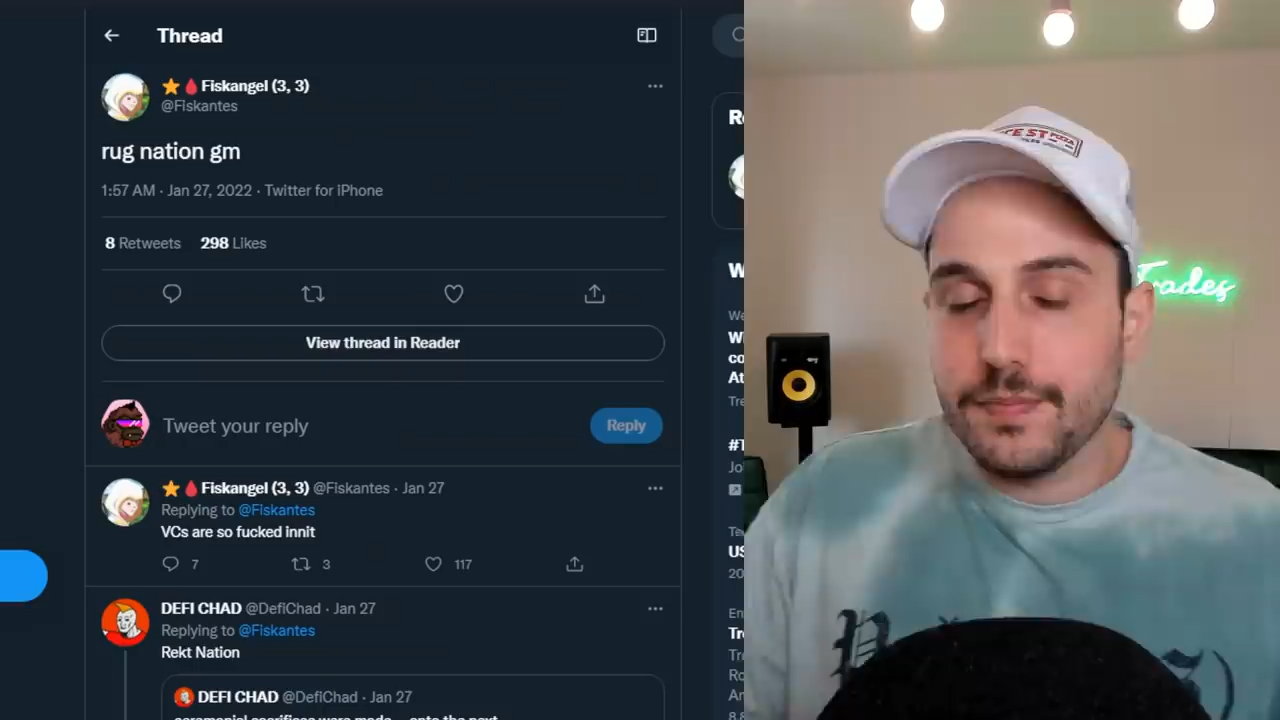 Thread
Fiskangel (3, 3)
@Fiskantes
rug nation gm
1:57 AM · Jan 27, 2022 · Twitter for iPhone
8 Retweets 298 Likes
View thread in Reader
Tweet your reply
Reply
Fiskangel (3, 3) @Fiskantes · Jan 27
Replying to @Fiskantes
VCs are so fucked innit
7 3 117
DEFI CHAD @DefiChad · Jan 27
Replying to @Fiskantes
Rekt Nation
DEFI CHAD @DefiChad · Jan 27
Trades
PIZZA